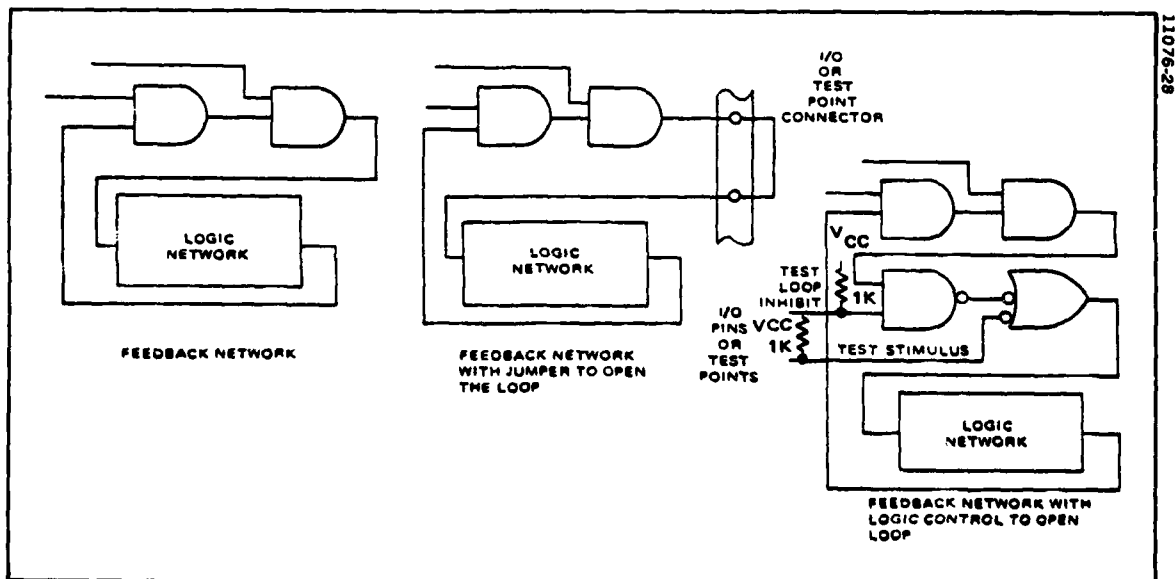 11076-28
LOGIC
NETWORK
FEEDBACK NETWORK
I/O
OR
TEST
POINT
CONNECTOR
LOGIC
NETWORK
FEEDBACK NETWORK
WITH JUMPER TO OPEN
THE LOOP
VCC
TEST
LOOP
INHIBIT
1K
I/O
PINS
OR
TEST
POINTS
VCC
1K
TEST STIMULUS
LOGIC
NETWORK
FEEDBACK NETWORK WITH
LOGIC CONTROL TO OPEN
LOOP